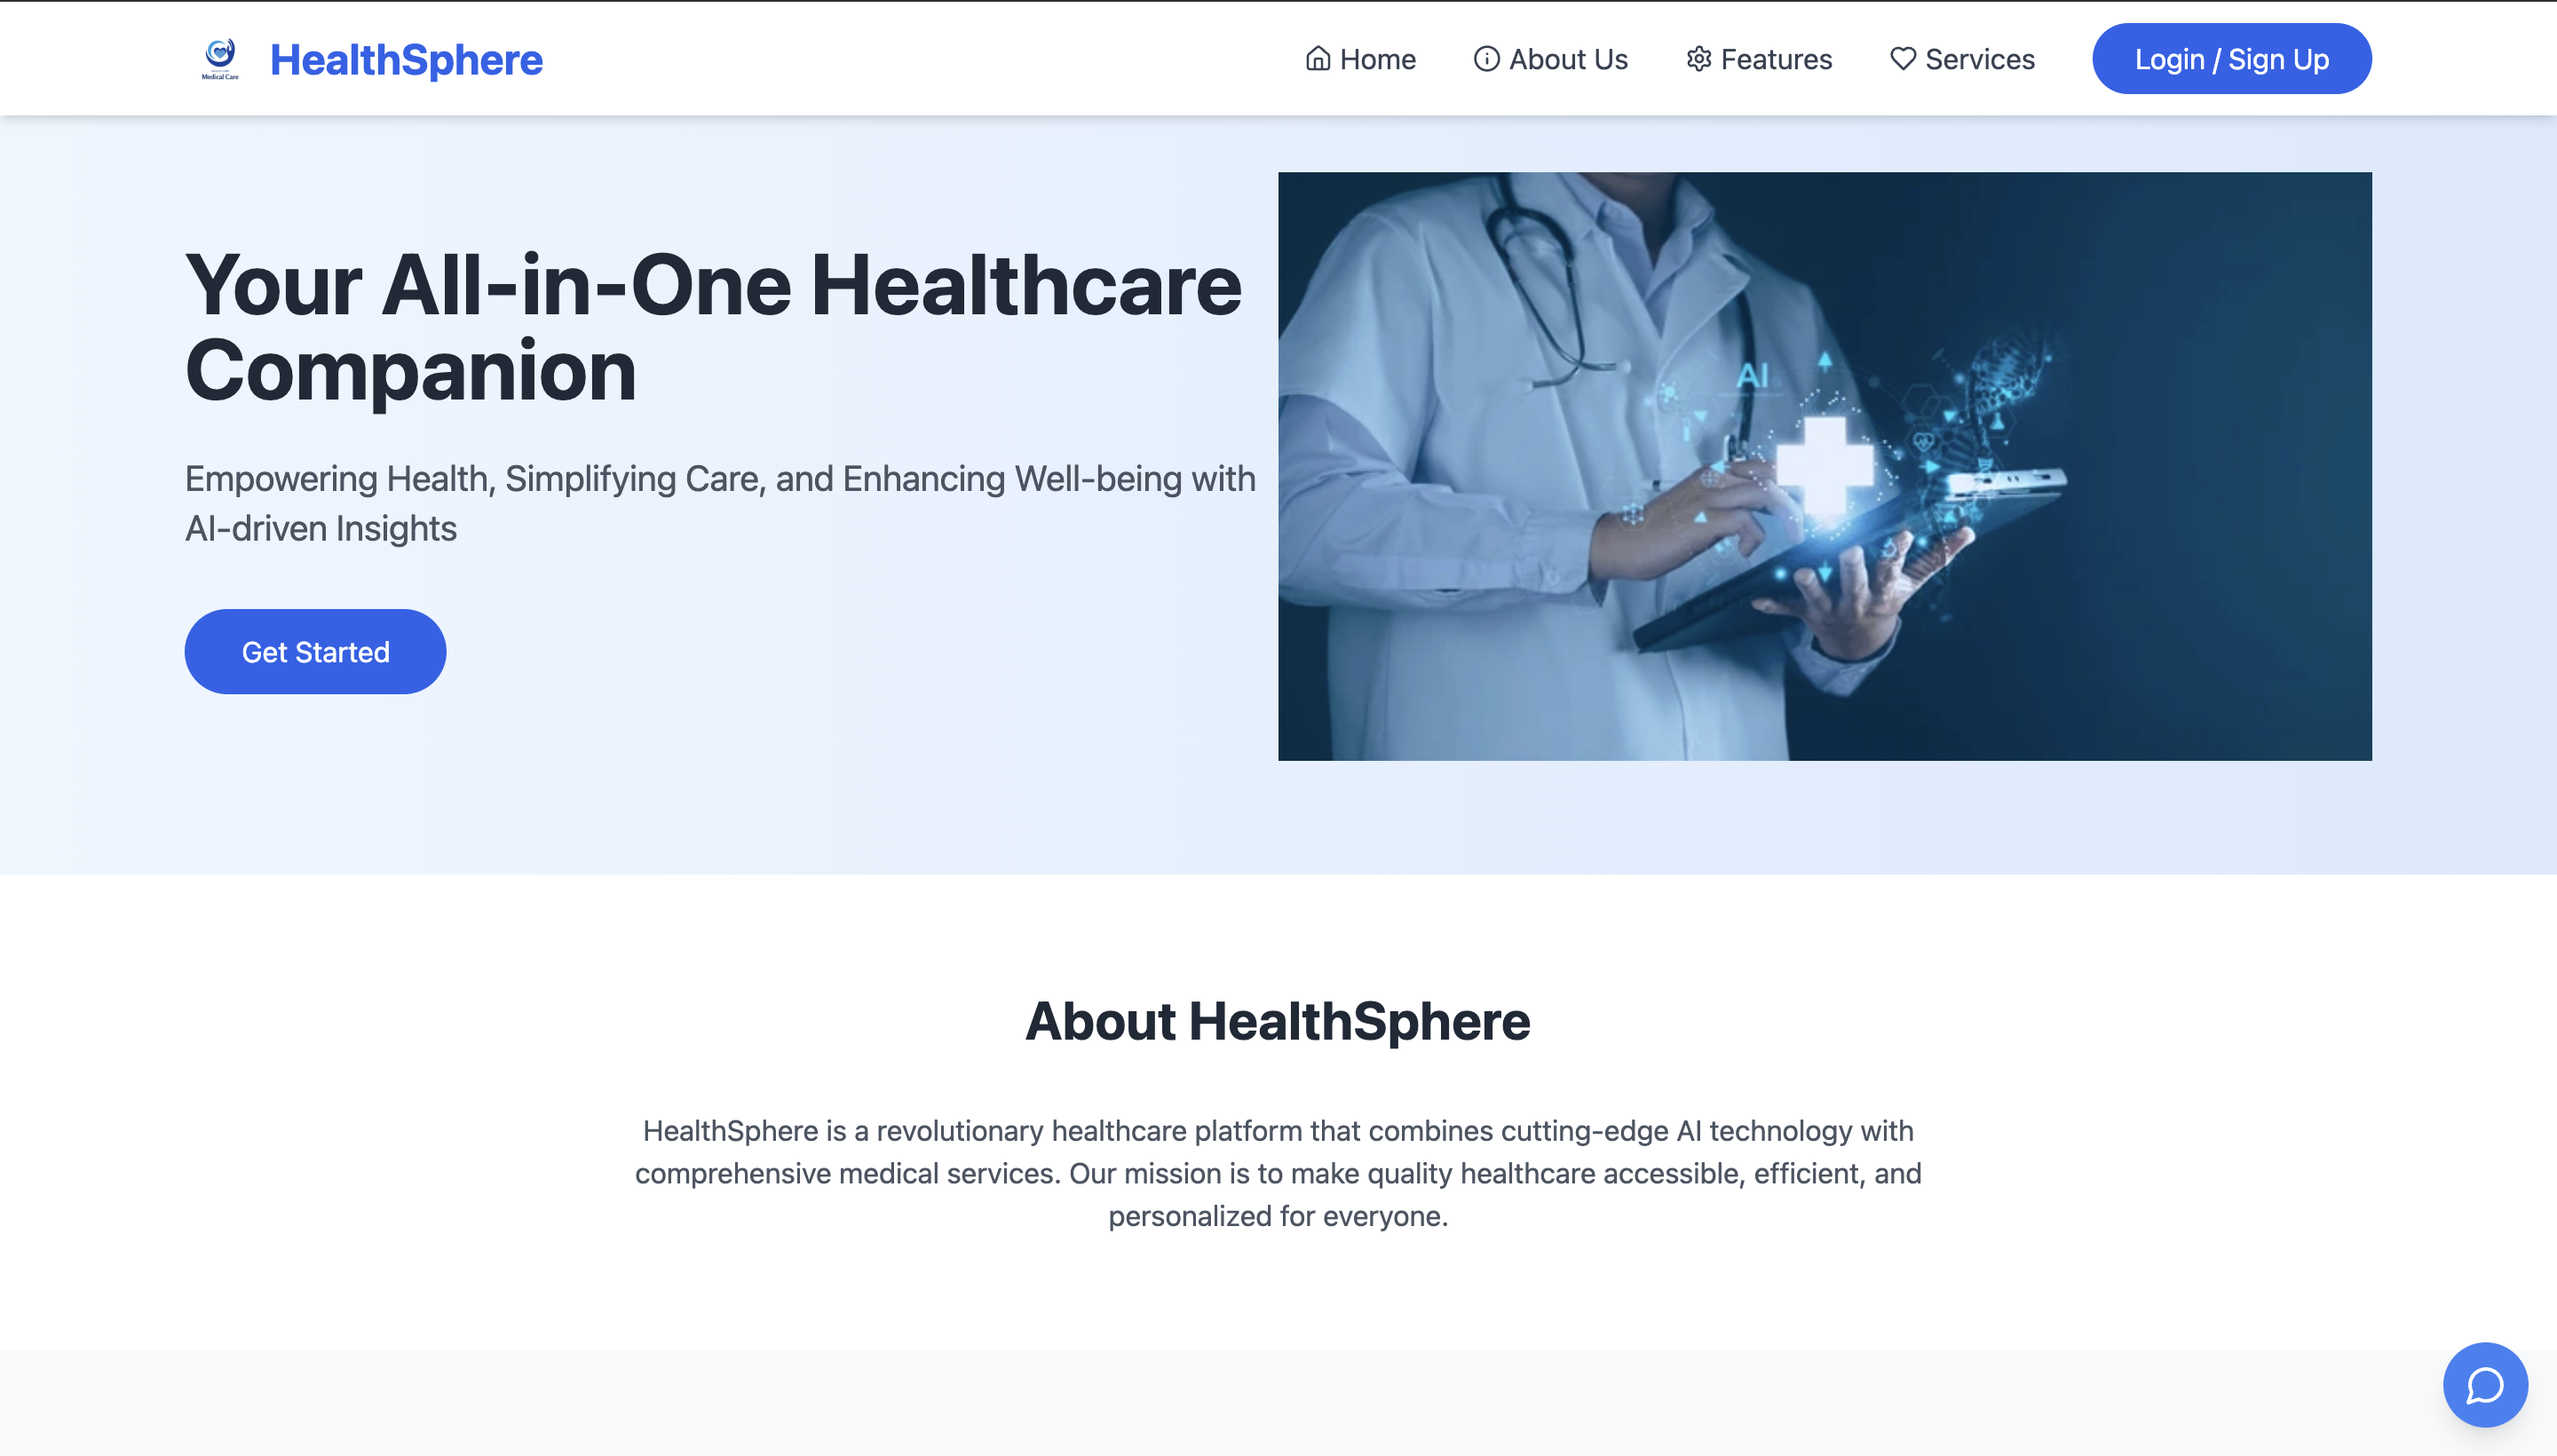 Medical Care
HealthSphere
Home
About Us
Features
Services
Login / Sign Up
Your All-in-One Healthcare
Companion
Empowering Health, Simplifying Care, and Enhancing Well-being with
AI-driven Insights
Get Started
AI
About HealthSphere
HealthSphere is a revolutionary healthcare platform that combines cutting-edge AI technology with
comprehensive medical services. Our mission is to make quality healthcare accessible, efficient, and
personalized for everyone.